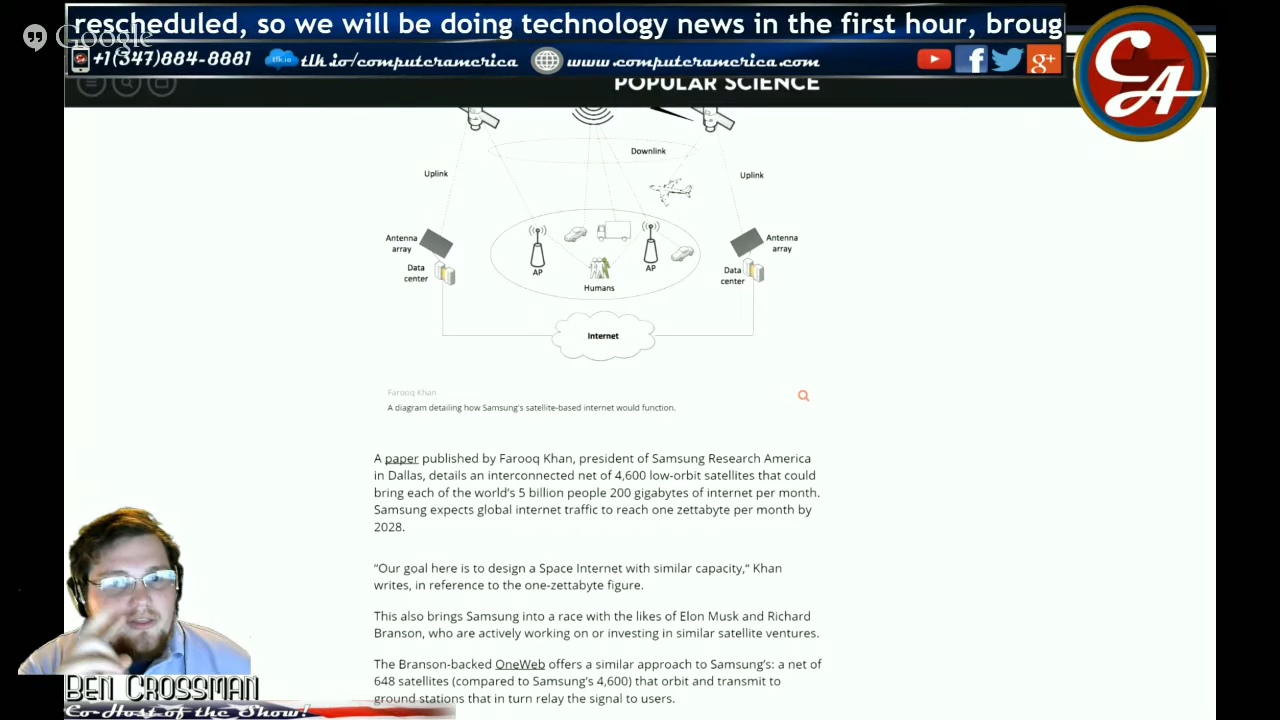 rescheduled, so we will be doing technology news in the first hour, broug
Google
+1(347)884-8881 tlk.io tlk.io/computeramerica www.computeramerica.com
CA
POPULAR SCIENCE
Downlink
Uplink
Uplink
Antenna
array
Antenna
array
Data
center
AP
AP
Data
center
Humans
Internet
Farooq Khan
A diagram detailing how Samsung's satellite-based internet would function.
A paper published by Farooq Khan, president of Samsung Research America
in Dallas, details an interconnected net of 4,600 low-orbit satellites that could
bring each of the world's 5 billion people 200 gigabytes of internet per month.
Samsung expects global internet traffic to reach one zettabyte per month by
2028.
"Our goal here is to design a Space Internet with similar capacity," Khan
writes, in reference to the one-zettabyte figure.
This also brings Samsung into a race with the likes of Elon Musk and Richard
Branson, who are actively working on or investing in similar satellite ventures.
The Branson-backed OneWeb offers a similar approach to Samsung's: a net of
648 satellites (compared to Samsung's 4,600) that orbit and transmit to
ground stations that in turn relay the signal to users.
BEN CROSSMAN
Co-Host of the Show!